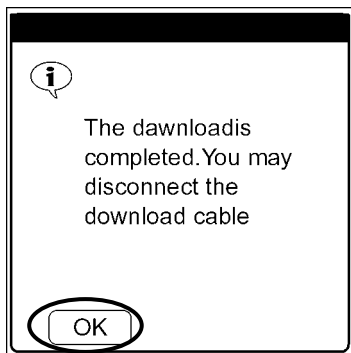 The dawnloadis
completed.You may
disconnect the
download cable
OK